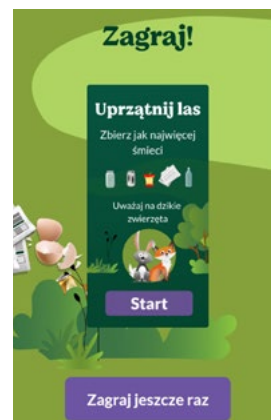 Zagraj!
Uprzątnij las
Zbierz jak najwięcej
śmieci
Uważaj na dzikie
zwierzęta
Start
Zagraj jeszcze raz